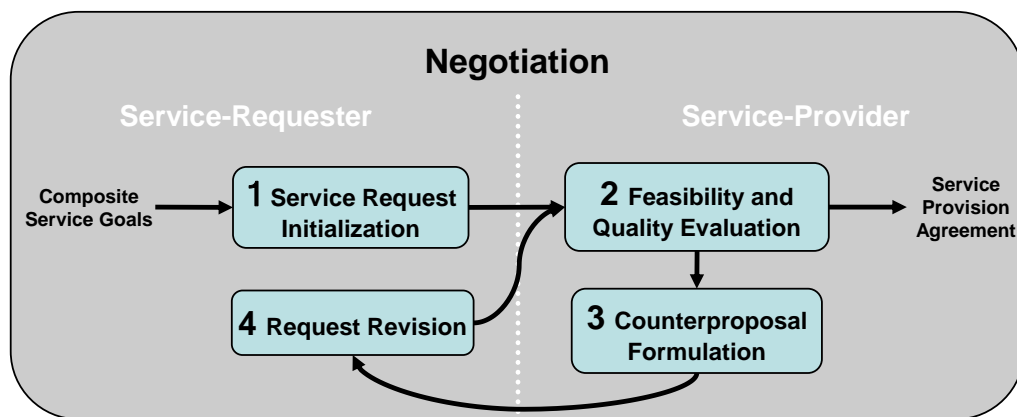 Negotiation
Service-Requester
Service-Provider
Composite
Service Goals
1 Service Request
Initialization
2 Feasibility and
Quality Evaluation
Service
Provision
Agreement
4 Request Revision
3 Counterproposal
Formulation